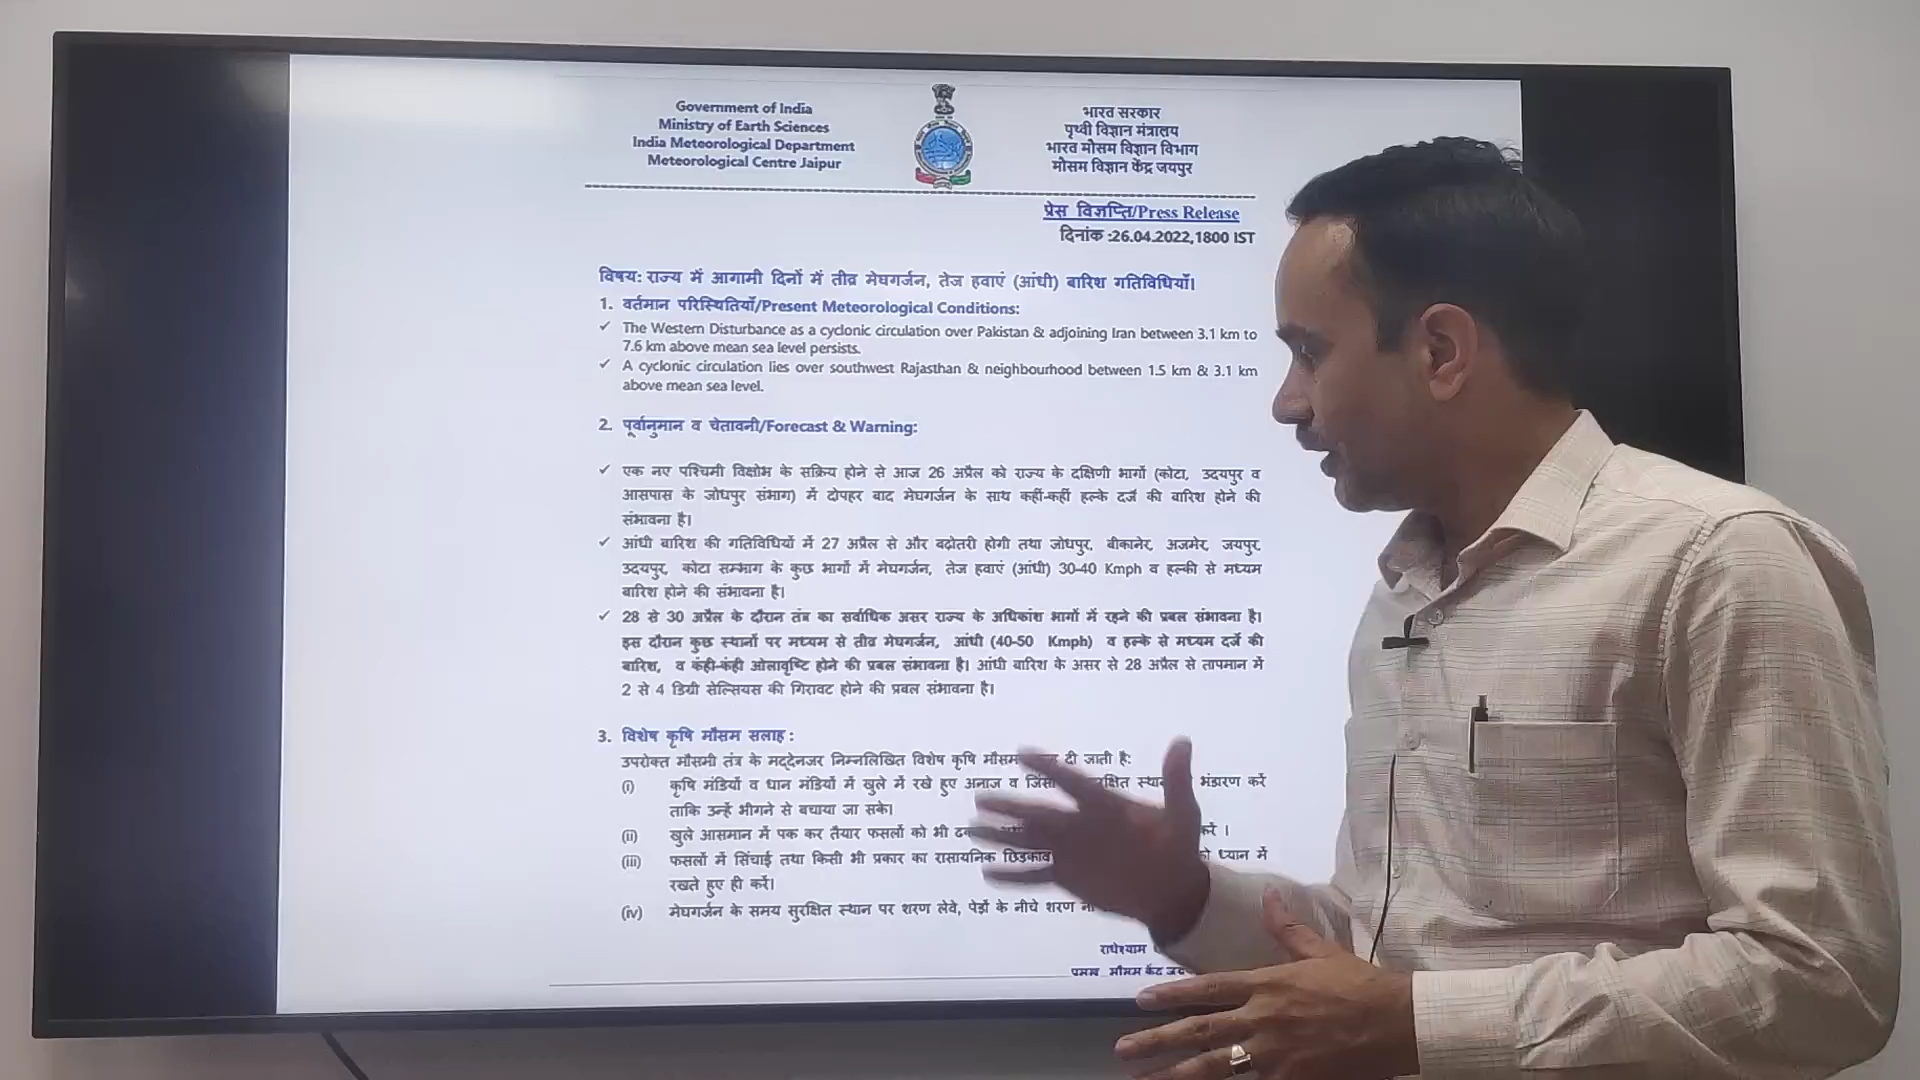 Government of India
Ministry of Earth Sciences
India Meteorological Department
Meteorological Centre Jaipur
भारत सरकार
पृथ्वी विज्ञान मंत्रालय
भारत मौसम विज्ञान विभाग
मौसम विज्ञान केंद्र जयपुर
प्रेस विज्ञप्ति/Press Release
दिनांक :26.04.2022,1800 IST
विषय: राज्य में आगामी दिनों में तीव्र मेघगर्जन, तेज हवाएं (आंधी) बारिश गतिविधियाँ।
1. वर्तमान परिस्थितियाँ/Present Meteorological Conditions:
✓ The Western Disturbance as a cyclonic circulation over Pakistan & adjoining Iran between 3.1 km to
7.6 km above mean sea level persists.
✓ A cyclonic circulation lies over southwest Rajasthan & neighbourhood between 1.5 km & 3.1 km
above mean sea level.
2. पूर्वानुमान व चेतावनी/Forecast & Warning:
✓ एक नए पश्चिमी विक्षोभ के सक्रिय होने से आज 26 अप्रैल को राज्य के दक्षिणी भागों (कोटा, उदयपुर व
आसपास के जोधपुर संभाग) में दोपहर बाद मेघगर्जन के साथ कहीं-कहीं हल्के दर्जे की बारिश होने की
संभावना है।
✓ आंधी बारिश की गतिविधियों में 27 अप्रैल से और बढ़ोतरी होगी तथा जोधपुर, बीकानेर, अजमेर, जयपुर,
उदयपुर, कोटा सम्भाग के कुछ भागों में मेघगर्जन, तेज हवाएं (आंधी) 30-40 Kmph व हल्की से मध्यम
बारिश होने की संभावना है।
✓ 28 से 30 अप्रैल के दौरान तंत्र का सर्वाधिक असर राज्य के अधिकांश भागों में रहने की प्रबल संभावना है।
इस दौरान कुछ स्थानों पर मध्यम से तीव्र मेघगर्जन, आंधी (40-50 Kmph) व हल्के से मध्यम दर्जे की
बारिश, व कंही-कंही ओलावृष्टि होने की प्रबल संभावना है। आंधी बारिश के असर से 28 अप्रैल से तापमान में
2 से 4 डिग्री सेल्सियस की गिरावट होने की प्रबल संभावना है।
3. विशेष कृषि मौसम सलाह :
उपरोक्त मौसमी तंत्र के मद्देनजर निम्नलिखित विशेष कृषि मौसम दी जाती है:
(i) कृषि मंडियों व धान मंडियों में खुले में रखे हुए अनाज व भंडारण करें
ताकि उन्हें भीगने से बचाया जा सके।
(ii) खुले आसमान में पक कर तैयार फसलों को भी करें ।
(iii) फसलों में सिंचाई तथा किसी भी प्रकार का रासायनिक छिड़काव ध्यान में
रखते हुए ही करें।
(iv) मेघगर्जन के समय सुरक्षित स्थान पर शरण लेवे, पेड़ों के नीचे शरण
राधेश्याम
प्रमुख मौसम केंद्र